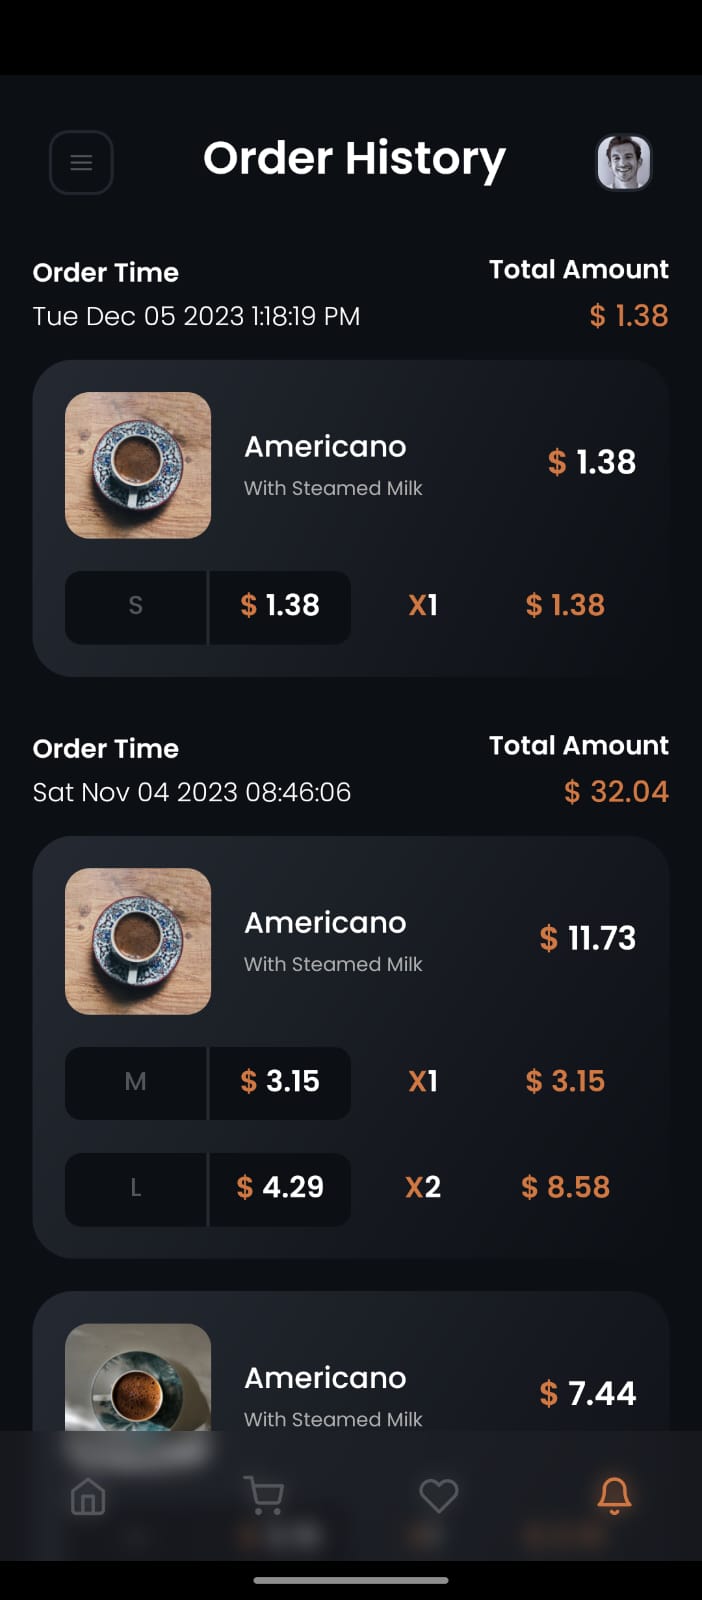 Order History
Order Time
Total Amount
Tue Dec 05 2023 1:18:19 PM
$ 1.38
Americano
With Steamed Milk
$ 1.38
S
$ 1.38
X1
$ 1.38
Order Time
Total Amount
Sat Nov 04 2023 08:46:06
$ 32.04
Americano
With Steamed Milk
$ 11.73
M
$ 3.15
X1
$ 3.15
L
$ 4.29
X2
$ 8.58
Americano
With Steamed Milk
$ 7.44